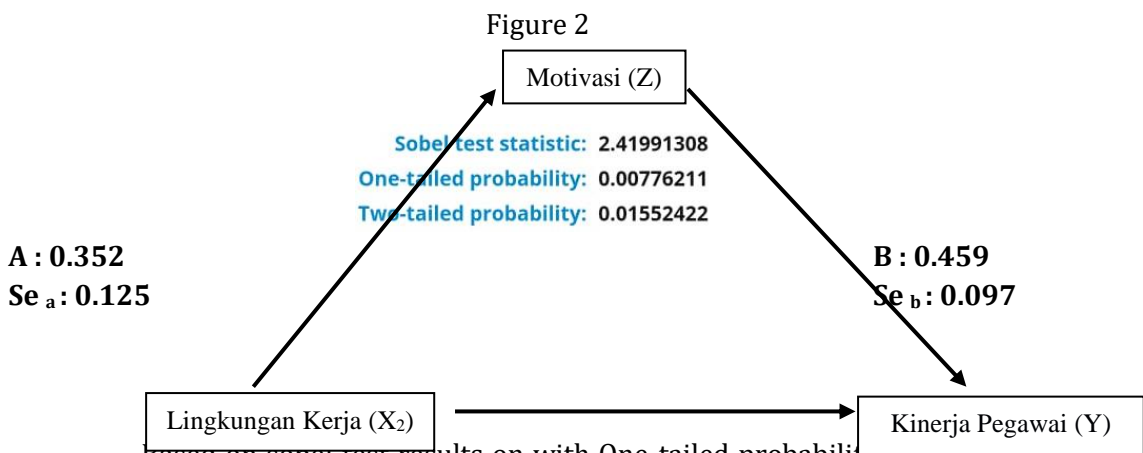 Figure 2
Motivasi (Z)
Sobel test statistic: 2.41991308
One-tailed probability: 0.00776211
Two-tailed probability: 0.01552422
A : 0.352
Se a : 0.125
B : 0.459
Se b : 0.097
Lingkungan Kerja (X2)
Kinerja Pegawai (Y)
results on with One-tailed